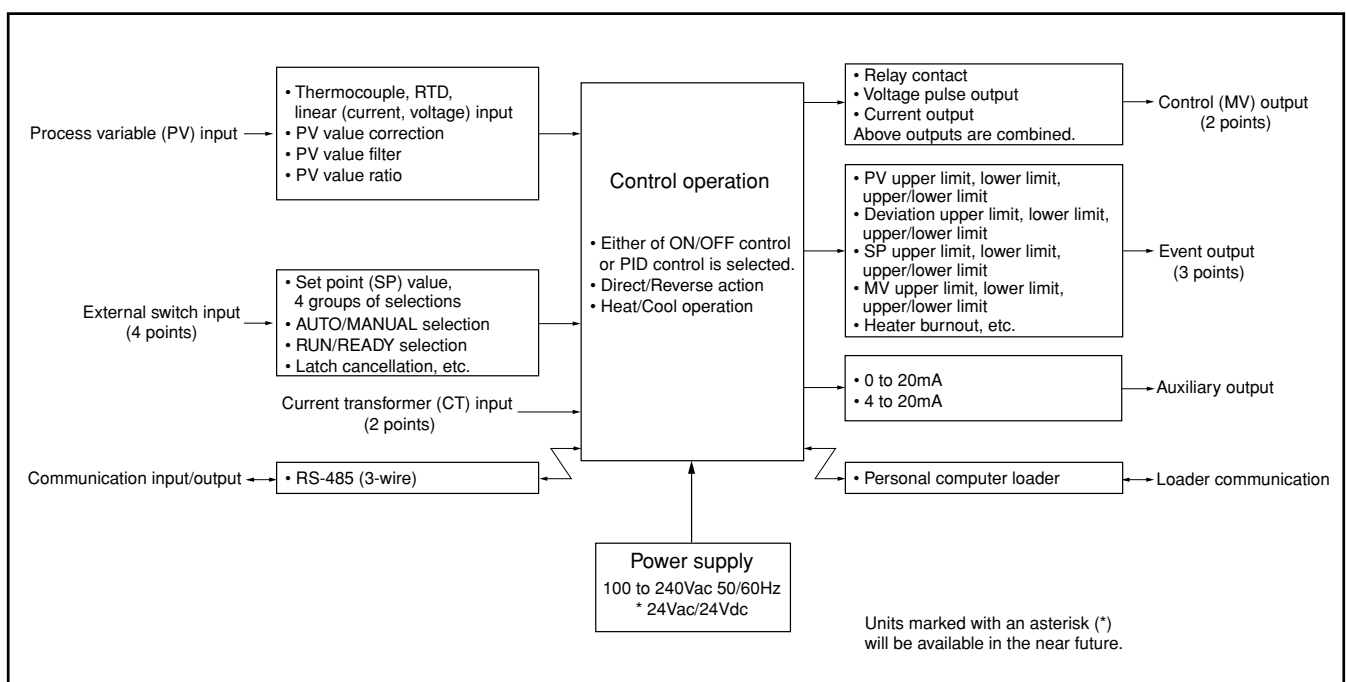 Process variable (PV) input
• Thermocouple, RTD,
linear (current, voltage) input
• PV value correction
• PV value filter
• PV value ratio
External switch input
(4 points)
• Set point (SP) value,
4 groups of selections
• AUTO/MANUAL selection
• RUN/READY selection
• Latch cancellation, etc.
Current transformer (CT) input
(2 points)
Communication input/output
• RS-485 (3-wire)
Control operation
• Either of ON/OFF control
or PID control is selected.
• Direct/Reverse action
• Heat/Cool operation
Power supply
100 to 240Vac 50/60Hz
* 24Vac/24Vdc
• Relay contact
• Voltage pulse output
• Current output
Above outputs are combined.
Control (MV) output
(2 points)
• PV upper limit, lower limit,
upper/lower limit
• Deviation upper limit, lower limit,
upper/lower limit
• SP upper limit, lower limit,
upper/lower limit
• MV upper limit, lower limit,
upper/lower limit
• Heater burnout, etc.
Event output
(3 points)
• 0 to 20mA
• 4 to 20mA
Auxiliary output
• Personal computer loader
Loader communication
Units marked with an asterisk (*)
will be available in the near future.